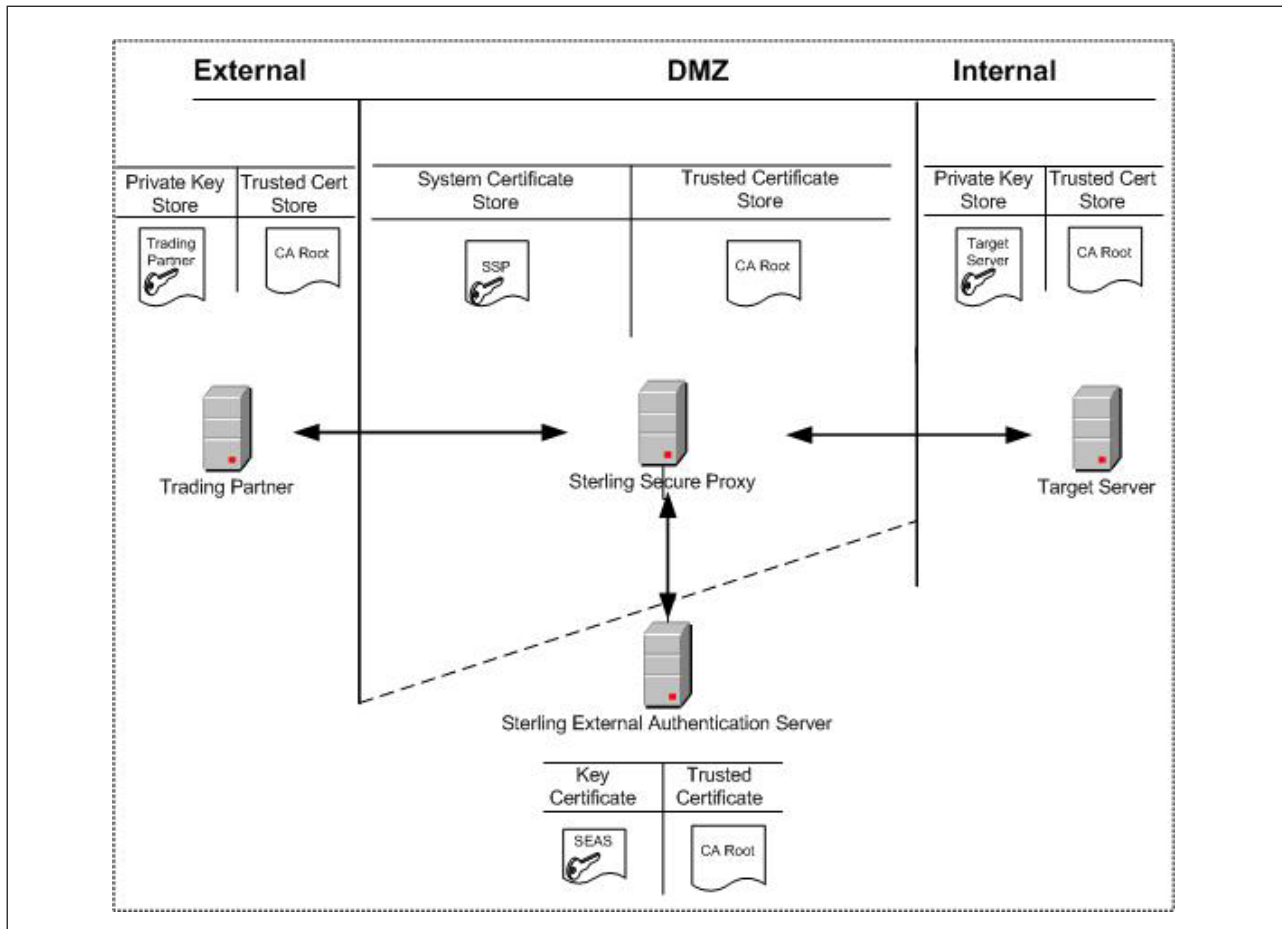 External
DMZ
Internal
Private Key
Store
Trusted Cert
Store
System Certificate
Store
Trusted Certificate
Store
Private Key
Store
Trusted Cert
Store
Trading
Partner
CA Root
SSP
CA Root
Target
Server
CA Root
Trading Partner
Sterling Secure Proxy
Target Server
Sterling External Authentication Server
Key
Certificate
Trusted
Certificate
SEAS
CA Root